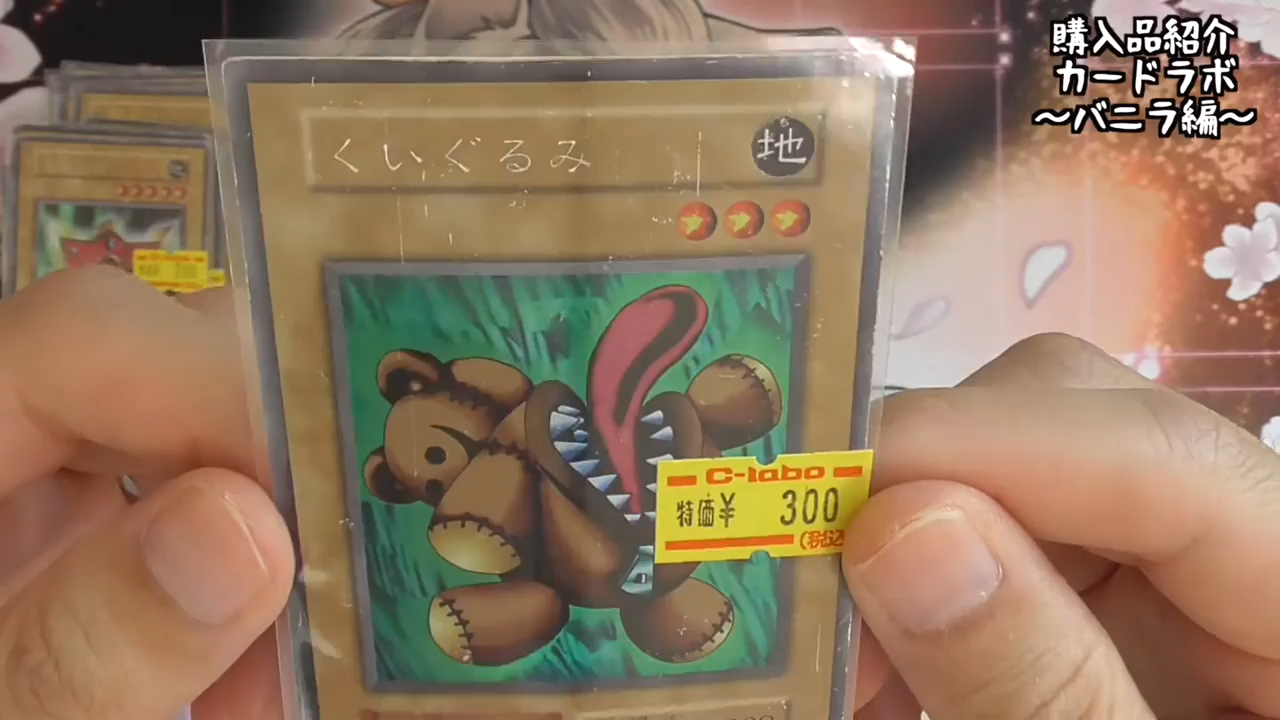 購入品紹介
カードラボ
～バニラ編～
くいぐるみ
地
C-labo
特価¥ 300
(税込